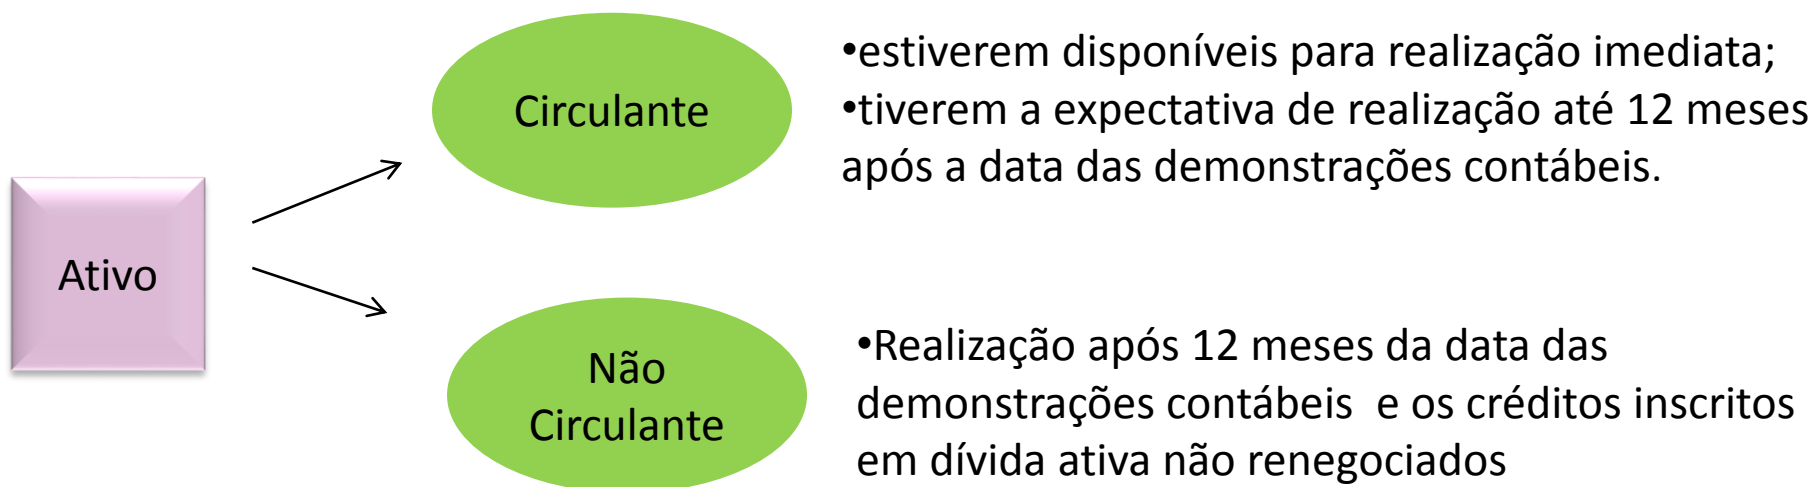 Ativo
Circulante
•estiverem disponíveis para realização imediata;
•tiverem a expectativa de realização até 12 meses
após a data das demonstrações contábeis.
Não
Circulante
•Realização após 12 meses da data das
demonstrações contábeis  e os créditos inscritos
em dívida ativa não renegociados